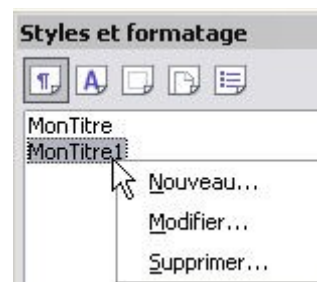 Styles et formatage
MonTitre
MonTitre1
Nouveau...
Modifier...
Supprimer...